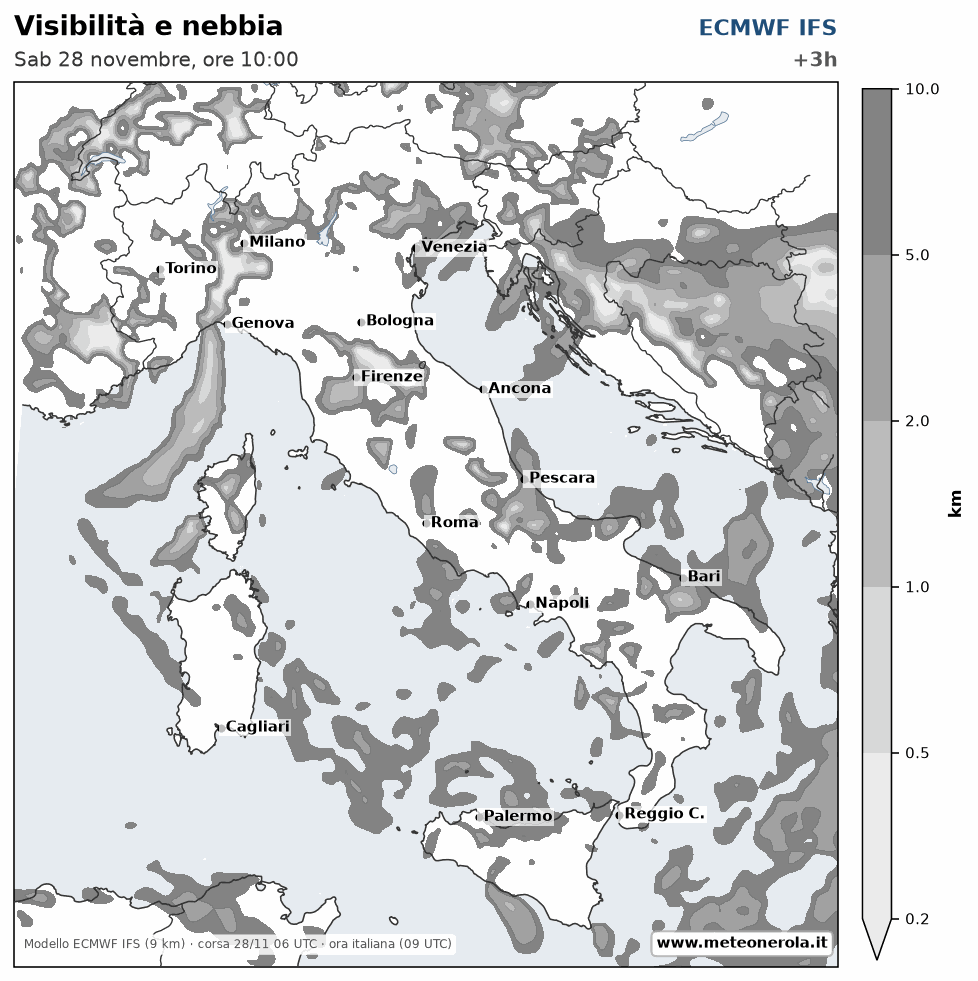 Visibilità e nebbia
ECMWF IFS
Sab 28 novembre, ore 10:00
+3h
10.0
5.0
2.0
1.0
0.5
0.2
km
Milano
Venezia
Torino
Genova
Bologna
Firenze
Ancona
Pescara
Roma
Bari
Napoli
Cagliari
Palermo
Reggio C.
Modello ECMWF IFS (9 km) · corsa 28/11 06 UTC · ora italiana (09 UTC)
www.meteonerola.it